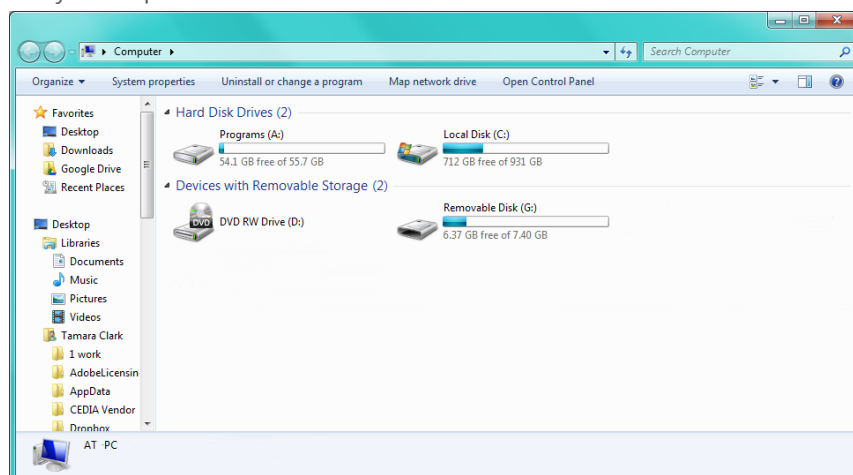 Computer
Search Computer
Organize
System properties
Uninstall or change a program
Map network drive
Open Control Panel
Favorites
Desktop
Downloads
Google Drive
Recent Places
Desktop
Libraries
Documents
Music
Pictures
Videos
Tamara Clark
1 work
AdobeLicensin
AppData
CEDIA Vendor
Dropbox
Hard Disk Drives (2)
Programs (A:)
54.1 GB free of 55.7 GB
Local Disk (C:)
712 GB free of 931 GB
Devices with Removable Storage (2)
DVD
DVD RW Drive (D:)
Removable Disk (G:)
6.37 GB free of 7.40 GB
AT -PC